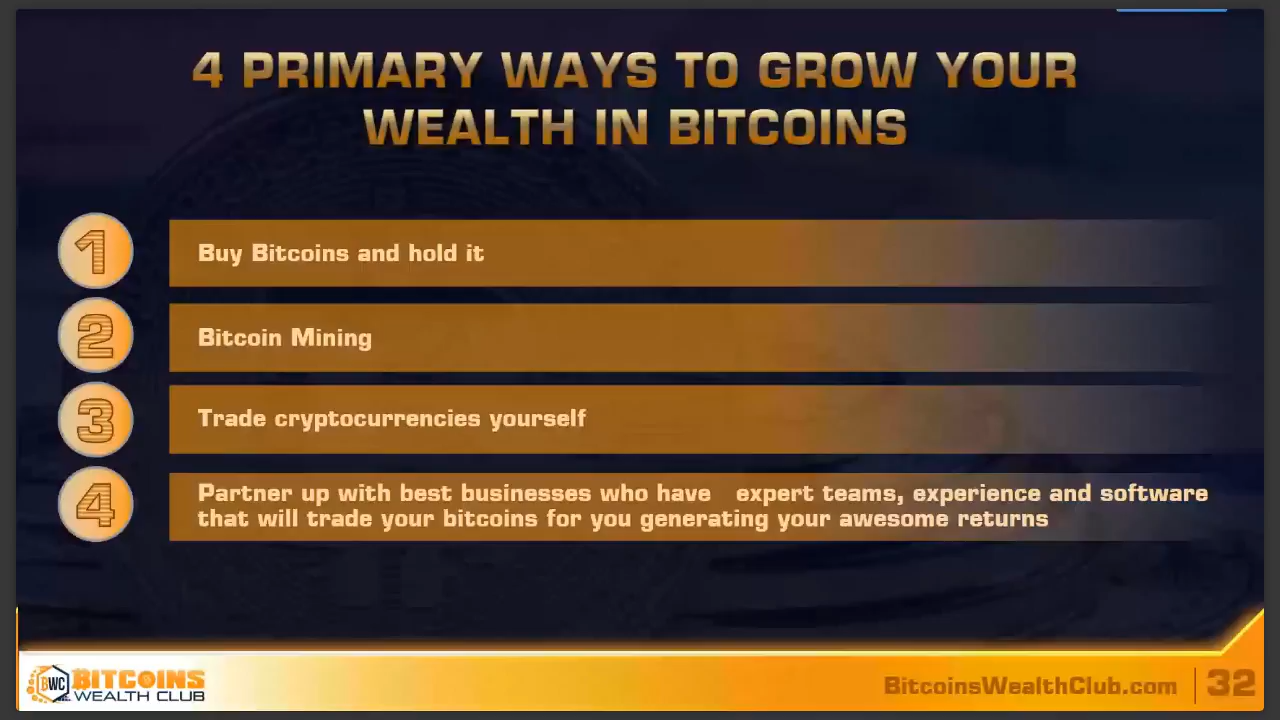 4 PRIMARY WAYS TO GROW YOUR
WEALTH IN BITCOINS
1
Buy Bitcoins and hold it
2
Bitcoin Mining
3
Trade cryptocurrencies yourself
4
Partner up with best businesses who have expert teams, experience and software
that will trade your bitcoins for you generating your awesome returns
BWC
BITCOINS
WEALTH CLUB
BitcoinsWealthClub.com
32